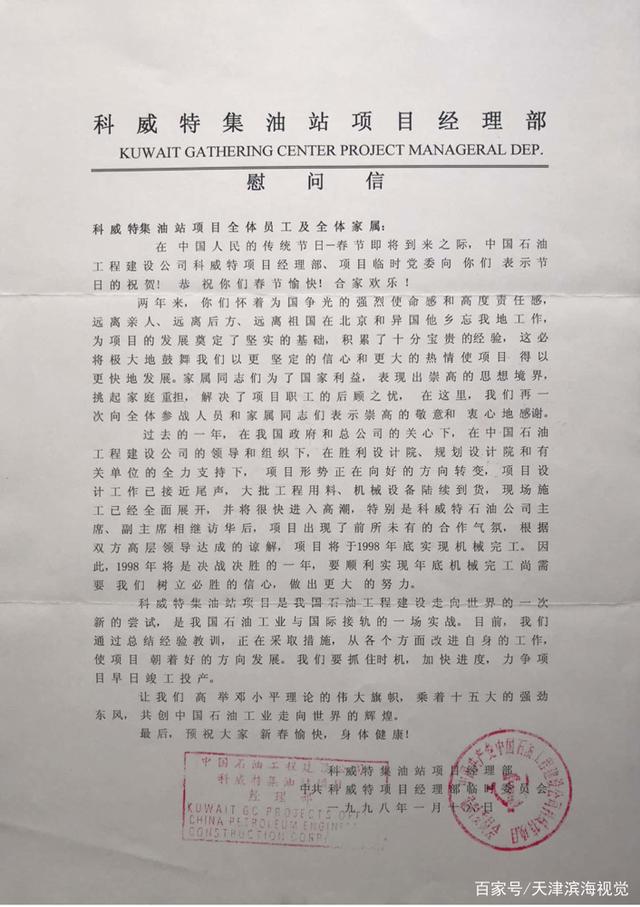 科威特集油站项目经理部
KUWAIT GATHERING CENTER PROJECT MANAGERAL DEP.
慰问信
科威特集油站项目全体员工及全体家属:
在中国人民的传统节日—春节即将到来之际,中国石油
工程建设公司科威特项目经理部、项目临时党委向你们表示节
日的祝贺!恭祝你们春节愉快!合家欢乐!
两年来,你们怀着为国争光的强烈使命感和高度责任感,
远离亲人、远离后方、远离祖国在北京和异国他乡忘我地工作,
为项目的发展奠定了坚实的基础,积累了十分宝贵的经验,这必
将极大地鼓舞我们以更坚定的信心和更大的热情使项目得以
更快地发展。家属同志们为了国家利益,表现出崇高的思想境界,
挑起家庭重担,解决了项目职工的后顾之忧,在这里,我们再一
次向全体参战人员和家属同志们表示崇高的敬意和衷心地感谢。
过去的一年,在我国政府和总公司的关心下,在中国石油
工程建设公司的领导和组织下,在胜利设计院、规划设计院和有
关单位的全力支持下,项目形势正在向好的方向转变,项目设
计工作已接近尾声,大批工程用料、机械设备陆续到货,现场施
工已经全面展开,并将很快进入高潮,特别是科威特石油公司主
席、副主席相继访华后,项目出现了前所未有的合作气氛,根据
双方高层领导达成的谅解,项目将于1998年底实现机械完工。因
此,1998年将是决战决胜的一年,要顺利实现年底机械完工尚需
要我们树立必胜的信心,做出更大的努力。
科威特集油站项目是我国石油工程建设走向世界的一次
新的尝试,是我国石油工业与国际接轨的一场实战。目前,我们
通过总结经验教训,正在采取措施,从各个方面改进自身的工作,
使项目朝着好的方向发展。我们要抓住时机,加快进度,力争项
目早日竣工投产。
让我们高举邓小平理论的伟大旗帜,乘着十五大的强劲
东风,共创中国石油工业走向世界的辉煌。
最后,预祝大家新春愉快,身体健康!
科威特集油站项目经理部
中共科威特项目经理部临时委员会
一九九八年一月十日
中国石油工程建设公司
科威特集油站项目
经理部
KUWAIT GC PROJECTS OFF
CHINA PETROLEUM ENGINEE
CONSTRUCTION CORP
百家号/天津滨海视觉